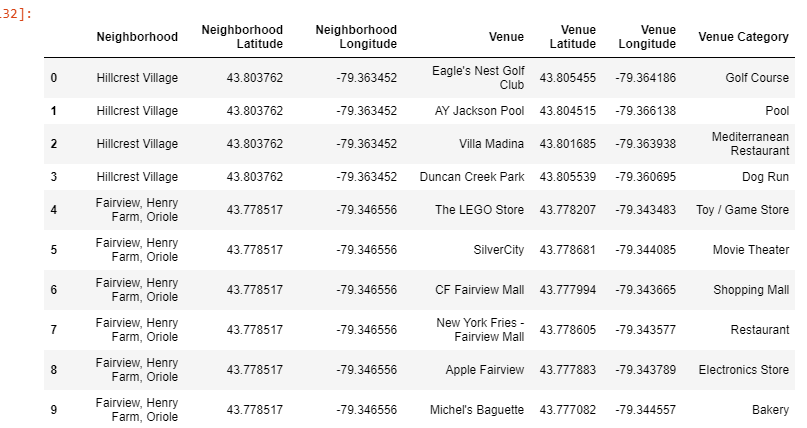 32]:
Neighborhood Neighborhood Latitude Neighborhood Longitude Venue Venue Latitude Venue Longitude Venue Category
0 Hillcrest Village 43.803762 -79.363452 Eagle's Nest Golf Club 43.805455 -79.364186 Golf Course
1 Hillcrest Village 43.803762 -79.363452 AY Jackson Pool 43.804515 -79.366138 Pool
2 Hillcrest Village 43.803762 -79.363452 Villa Madina 43.801685 -79.363938 Mediterranean Restaurant
3 Hillcrest Village 43.803762 -79.363452 Duncan Creek Park 43.805539 -79.360695 Dog Run
4 Fairview, Henry Farm, Oriole 43.778517 -79.346556 The LEGO Store 43.778207 -79.343483 Toy / Game Store
5 Fairview, Henry Farm, Oriole 43.778517 -79.346556 SilverCity 43.778681 -79.344085 Movie Theater
6 Fairview, Henry Farm, Oriole 43.778517 -79.346556 CF Fairview Mall 43.777994 -79.343665 Shopping Mall
7 Fairview, Henry Farm, Oriole 43.778517 -79.346556 New York Fries - Fairview Mall 43.778605 -79.343577 Restaurant
8 Fairview, Henry Farm, Oriole 43.778517 -79.346556 Apple Fairview 43.777883 -79.343789 Electronics Store
9 Fairview, Henry Farm, Oriole 43.778517 -79.346556 Michel's Baguette 43.777082 -79.344557 Bakery